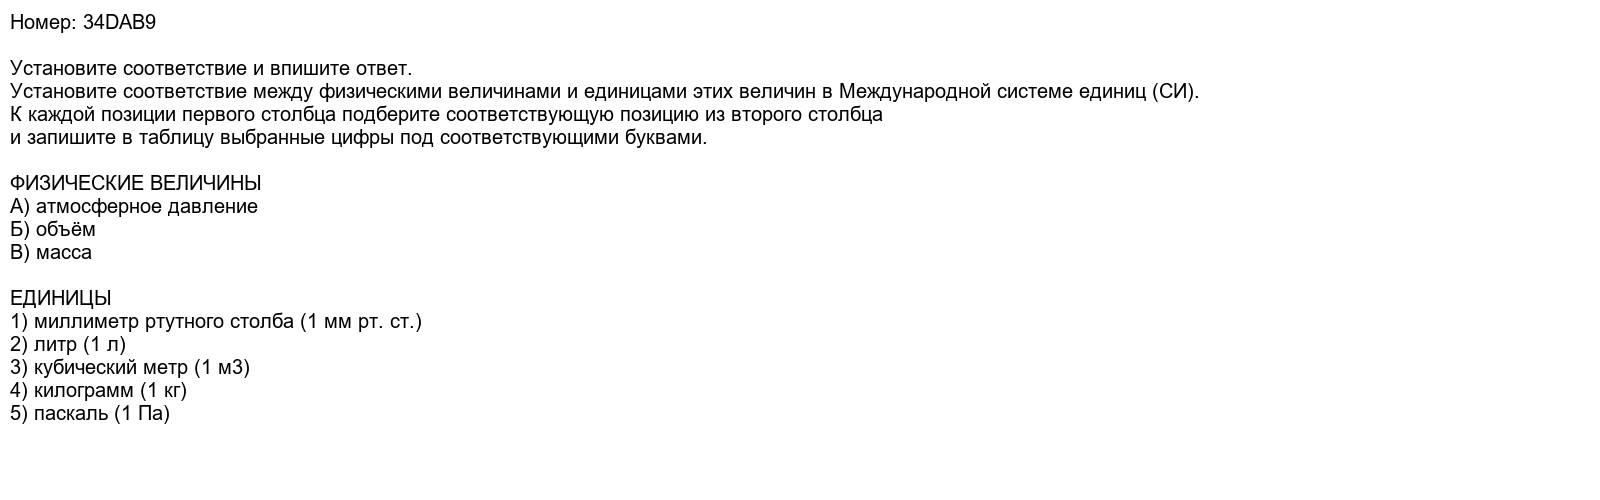 Номер: 34DAB9
Установите соответствие и впишите ответ.
Установите соответствие между физическими величинами и единицами этих величин в Международной системе единиц (СИ).
К каждой позиции первого столбца подберите соответствующую позицию из второго столбца
и запишите в таблицу выбранные цифры под соответствующими буквами.
ФИЗИЧЕСКИЕ ВЕЛИЧИНЫ
А) атмосферное давление
Б) объём
В) масса
ЕДИНИЦЫ
1) миллиметр ртутного столба (1 мм рт. ст.)
2) литр (1 л)
3) кубический метр (1 м3)
4) килограмм (1 кг)
5) паскаль (1 Па)